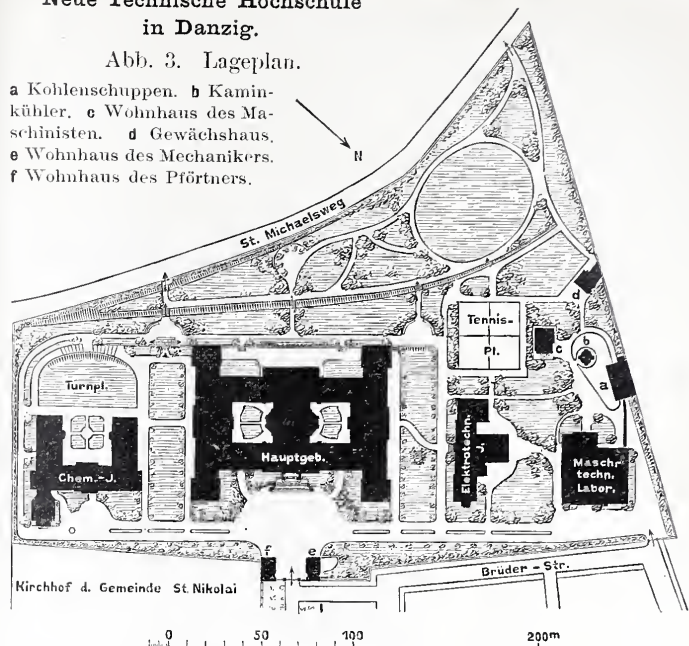 Neue Technische Hochschule
in Danzig.
Abb. 3. Lageplan.
a Kohlenschuppen. b Kamin-
kühler. c Wohnhaus des Ma-
schinisten. d Gewächshaus.
e Wohnhaus des Mechanikers.
f Wohnhaus des Pförtners.
N
St. Michaelsweg
d
Tennis-
Pl.
c
b
a
Turnpl.
Hauptgeb.
Chem.-J.
Elektrotechn.
J.
Masch.-
techn.
Labor.
f
e
Kirchhof d. Gemeinde St. Nikolai
Brüder-Str.
0 50 100 200m